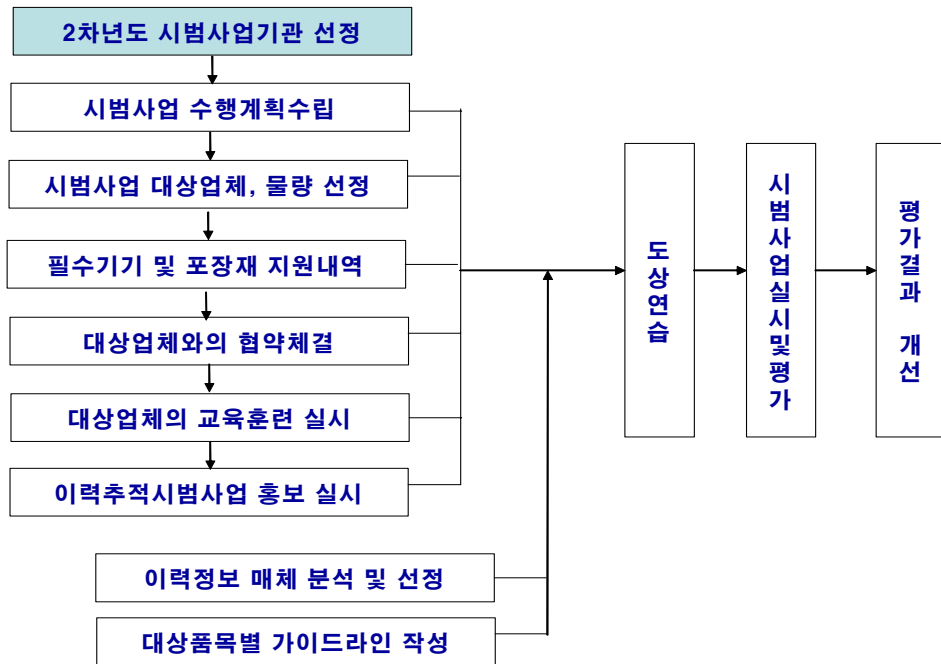 2차년도 시범사업기관 선정
시범사업 수행계획수립
시범사업 대상업체, 물량 선정
필수기기 및 포장재 지원내역
대상업체와의 협약체결
대상업체의 교육훈련 실시
이력추적시범사업 홍보 실시
이력정보 매체 분석 및 선정
대상품목별 가이드라인 작성
도상연습
시범사업실시및평가
평가결과 개선